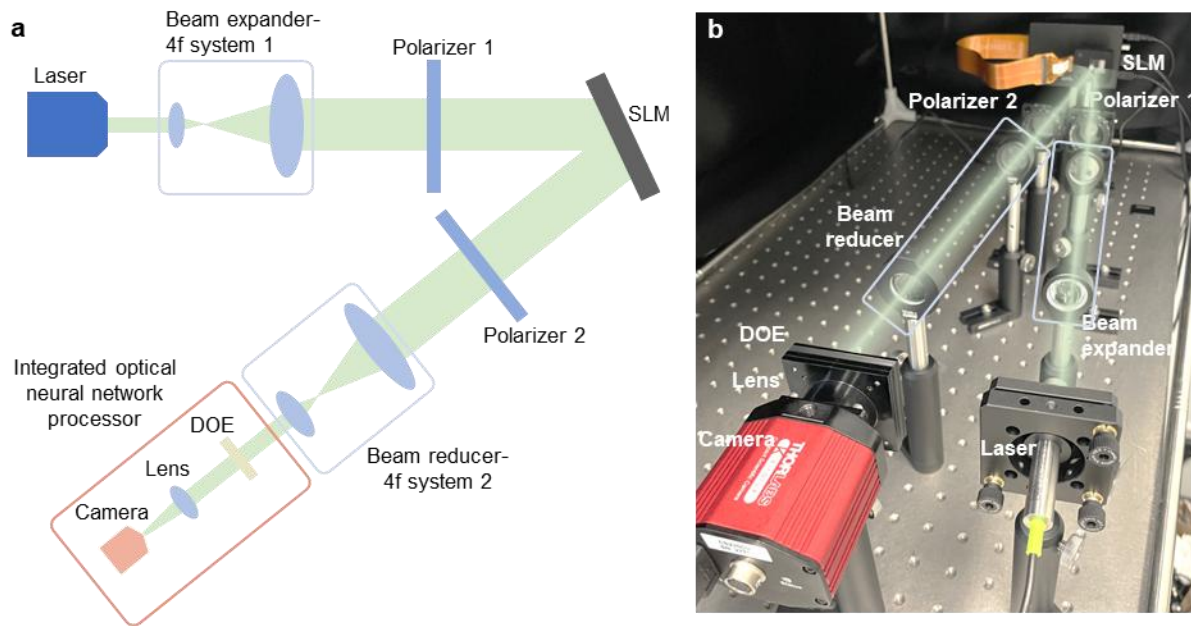 a
Beam expander-
4f system 1
Laser
Polarizer 1
SLM
Polarizer 2
Integrated optical
neural network
processor
DOE
Lens
Camera
Beam reducer-
4f system 2
b
SLM
Polarizer 2
Polarizer 1
Beam
reducer
Beam
expander
DOE
Lens
Camera
Laser
THORLABS